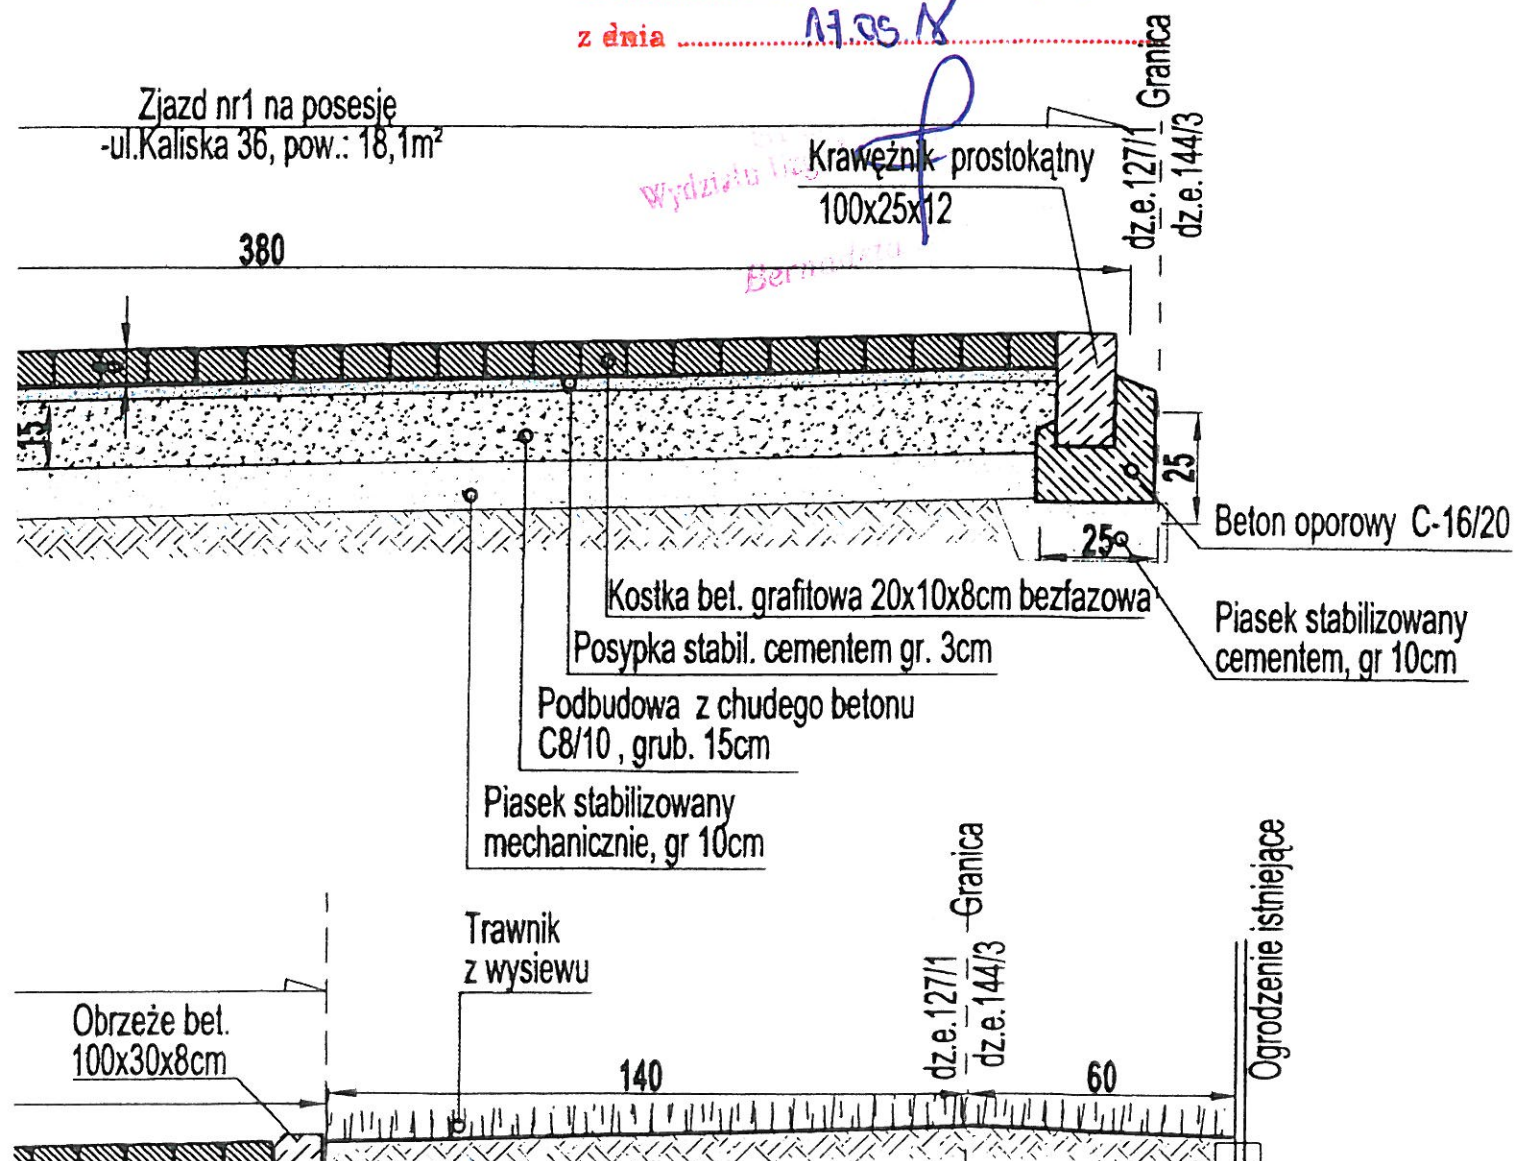 z dnia 17.05.18
Granica
dz.e.127/1
dz.e.144/3
Zjazd nr1 na posesję
-ul.Kaliska 36, pow.: 18,1m²
Wydziału
Krawężnik prostokątny
100x25x12
380
15
25
25
Beton oporowy C-16/20
Kostka bet. grafitowa 20x10x8cm bezfazowa
Piasek stabilizowany
cementem, gr 10cm
Posypka stabil. cementem gr. 3cm
Podbudowa z chudego betonu
C8/10 , grub. 15cm
Piasek stabilizowany
mechanicznie, gr 10cm
Granica
dz.e.127/1
dz.e.144/3
Ogrodzenie istniejące
Trawnik
z wysiewu
Obrzeże bet.
100x30x8cm
140
60